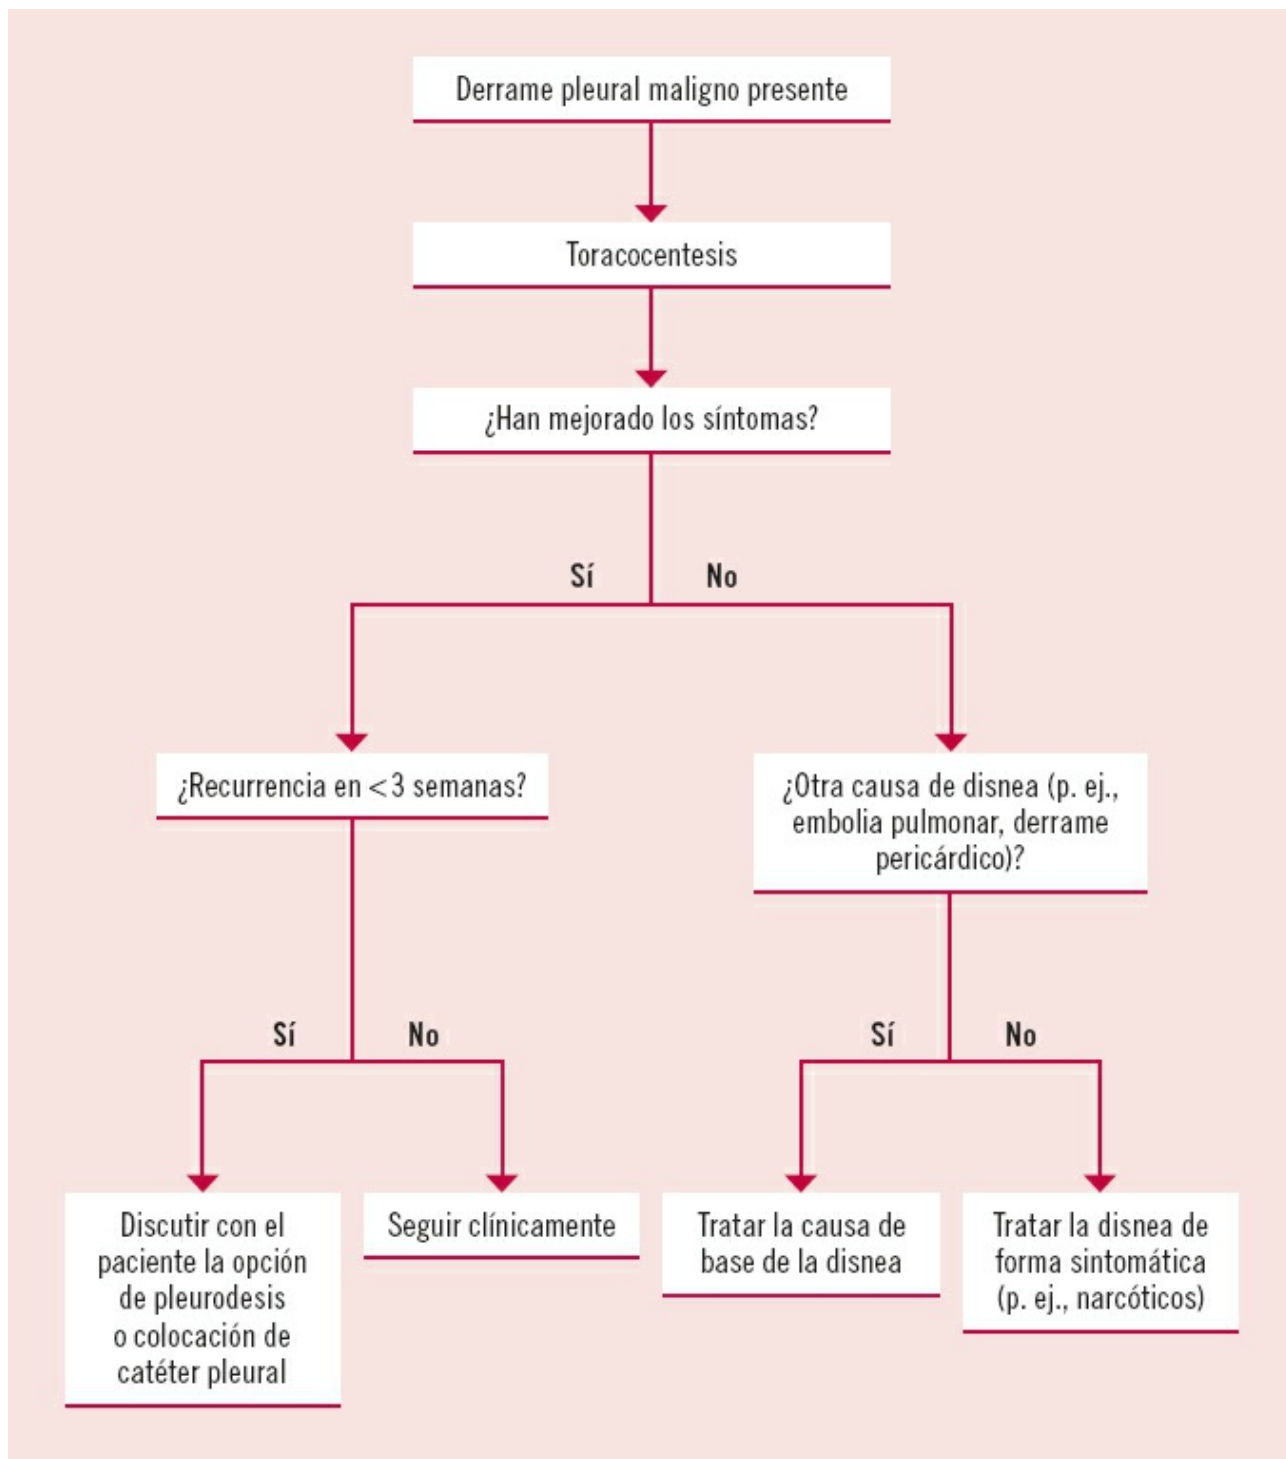 Derrame pleural maligno presente
Toracocentesis
¿Han mejorado los síntomas?
Sí
No
¿Recurrencia en <3 semanas?
¿Otra causa de disnea (p. ej.,
embolia pulmonar, derrame
pericárdico)?
Sí
No
Sí
No
Discutir con el
paciente la opción
de pleurodesis
o colocación de
catéter pleural
Seguir clínicamente
Tratar la causa de
base de la disnea
Tratar la disnea de
forma sintomática
(p. ej., narcóticos)